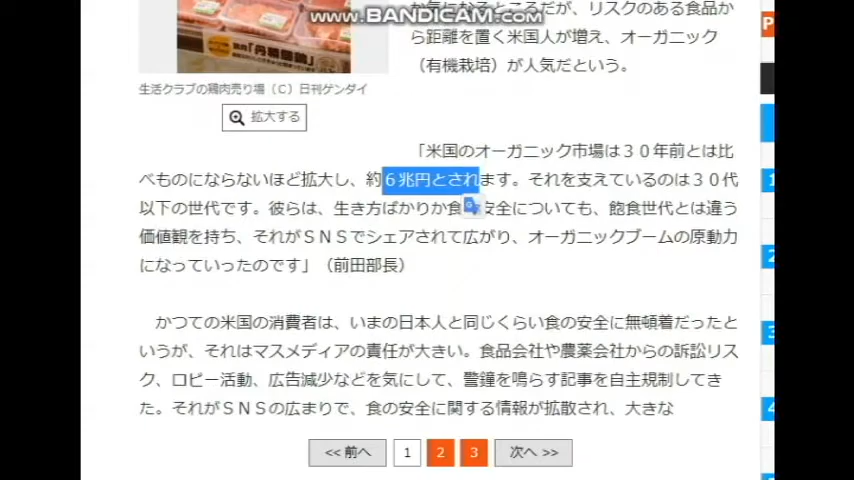 www.BANDICAM.com
か気になるところだが、リスクのある食品か
ら距離を置く米国人が増え、オーガニック
（有機栽培）が人気だという。
生活クラブの鶏肉売り場（C）日刊ゲンダイ
拡大する
「米国のオーガニック市場は３０年前とは比
べものにならないほど拡大し、約６兆円とされます。それを支えているのは３０代
以下の世代です。彼らは、生き方ばかりか食 安全についても、飽食世代とは違う
価値観を持ち、それがＳＮＳでシェアされて広がり、オーガニックブームの原動力
になっていったのです」（前田部長）
かつての米国の消費者は、いまの日本人と同じくらい食の安全に無頓着だったと
いうが、それはマスメディアの責任が大きい。食品会社や農薬会社からの訴訟リス
ク、ロビー活動、広告減少などを気にして、警鐘を鳴らす記事を自主規制してき
た。それがＳＮＳの広まりで、食の安全に関する情報が拡散され、大きな
<< 前へ 1 2 3 次へ >>